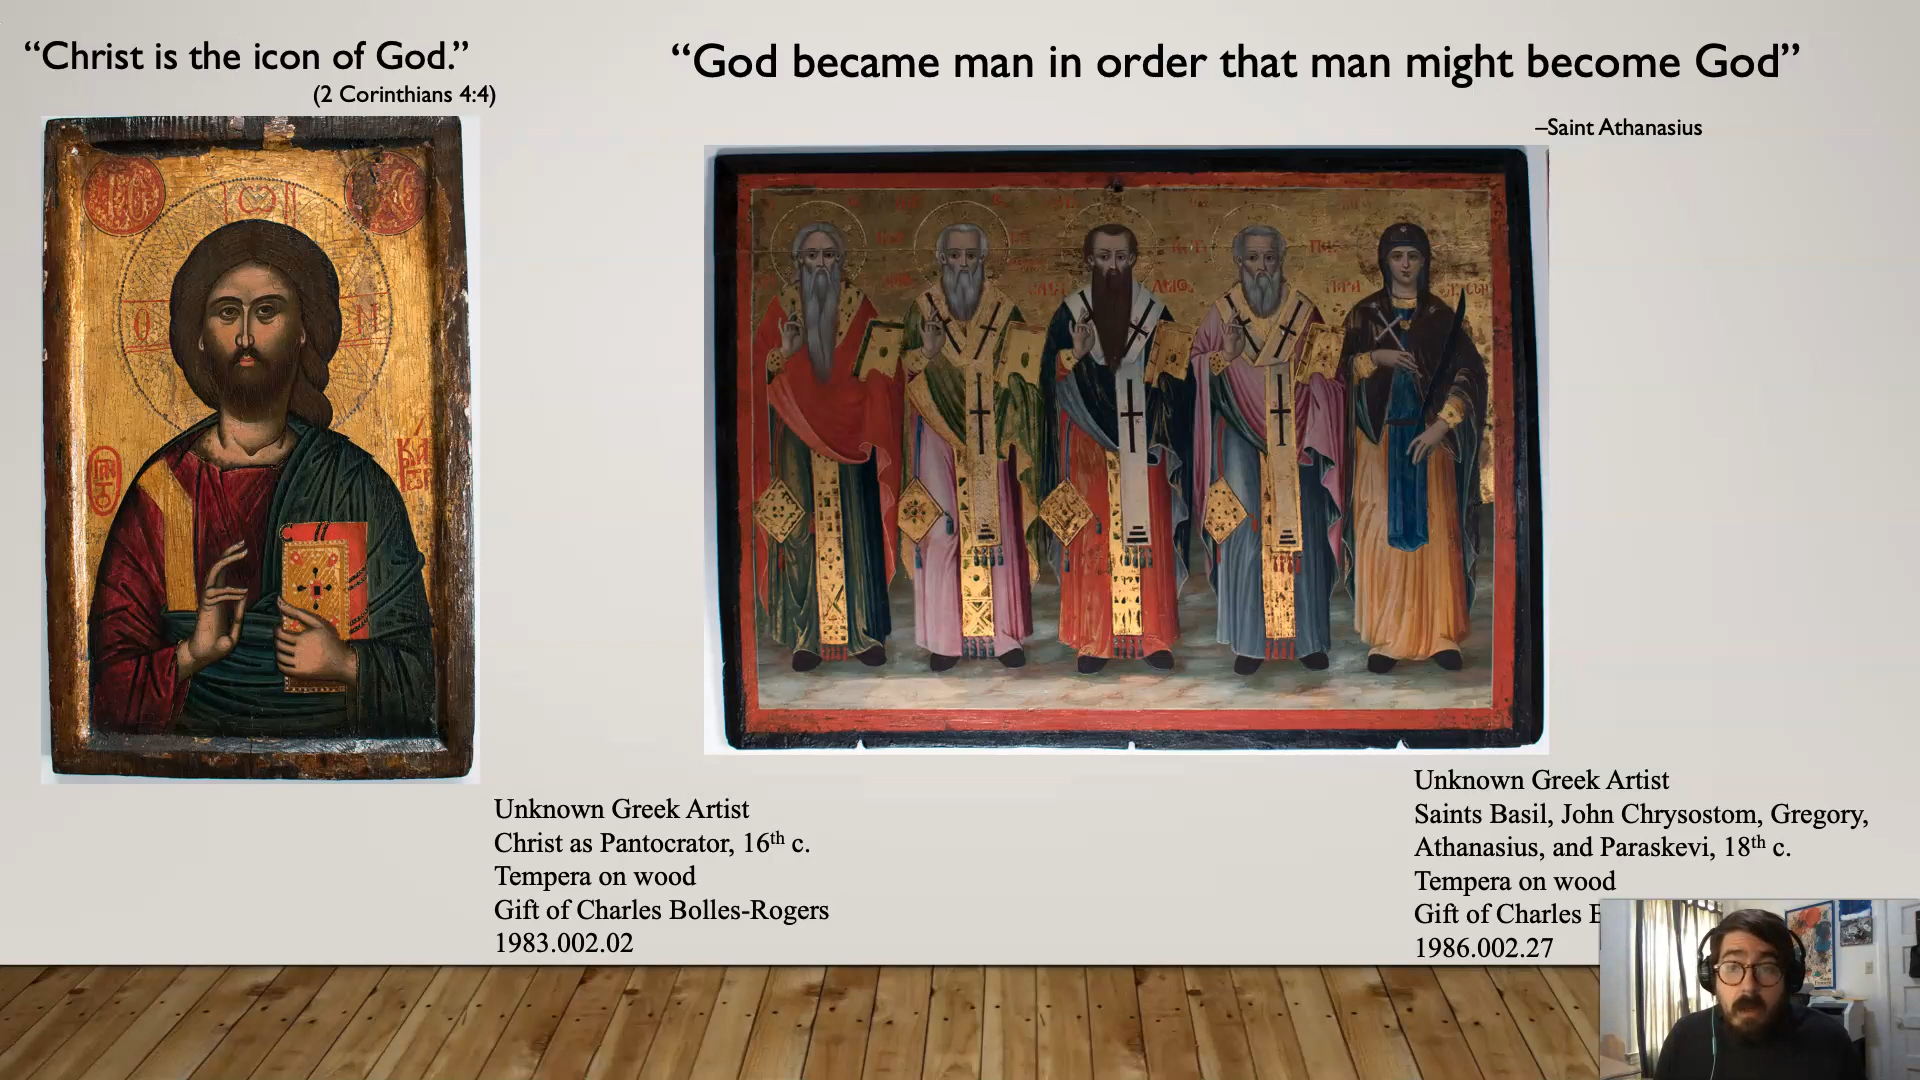 “Christ is the icon of God.”
(2 Corinthians 4:4)
“God became man in order that man might become God”
–Saint Athanasius
Unknown Greek Artist
Christ as Pantocrator, 16th c.
Tempera on wood
Gift of Charles Bolles-Rogers
1983.002.02
Unknown Greek Artist
Saints Basil, John Chrysostom, Gregory,
Athanasius, and Paraskevi, 18th c.
Tempera on wood
Gift of Charles
1986.002.27